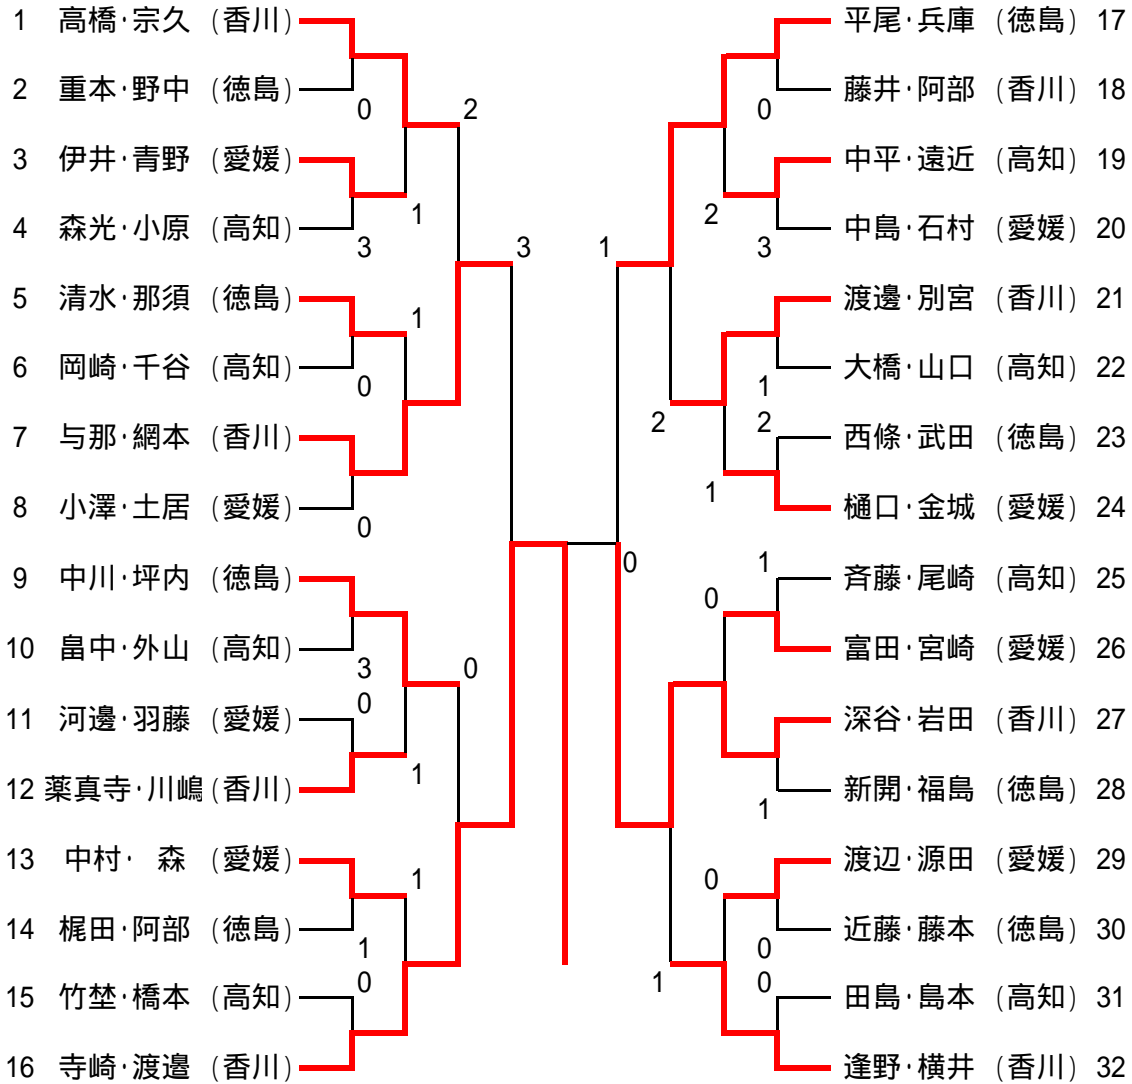 1 高橋・宗久 (香川)
2 重本・野中 (徳島)
0
2
3 伊井・青野 (愛媛)
1
4 森光・小原 (高知)
3
3
5 清水・那須 (徳島)
1
6 岡崎・千谷 (高知)
0
7 与那・網本 (香川)
8 小澤・土居 (愛媛)
0
9 中川・坪内 (徳島)
10 畠中・外山 (高知)
3
0
0
11 河邊・羽藤 (愛媛)
1
12 薬真寺・川嶋 (香川)
13 中村・ 森 (愛媛)
1
14 梶田・阿部 (徳島)
1
0
15 竹埜・橋本 (高知)
16 寺崎・渡邉 (香川)
平尾・兵庫 (徳島) 17
藤井・阿部 (香川) 18
0
中平・遠近 (高知) 19
2
中島・石村 (愛媛) 20
3
1
渡邊・別宮 (香川) 21
大橋・山口 (高知) 22
1
2
2
西條・武田 (徳島) 23
1
樋口・金城 (愛媛) 24
0
1
斉藤・尾崎 (高知) 25
0
富田・宮崎 (愛媛) 26
深谷・岩田 (香川) 27
新開・福島 (徳島) 28
1
渡辺・源田 (愛媛) 29
0
近藤・藤本 (徳島) 30
0
1
0
田島・島本 (高知) 31
逢野・横井 (香川) 32